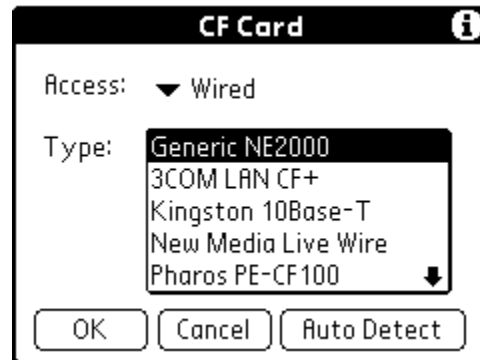 CF Card
Access: Wired
Type: Generic NE2000
3COM LAN CF+
Kingston 10Base-T
New Media Live Wire
Pharos PE-CF100
OK Cancel Auto Detect